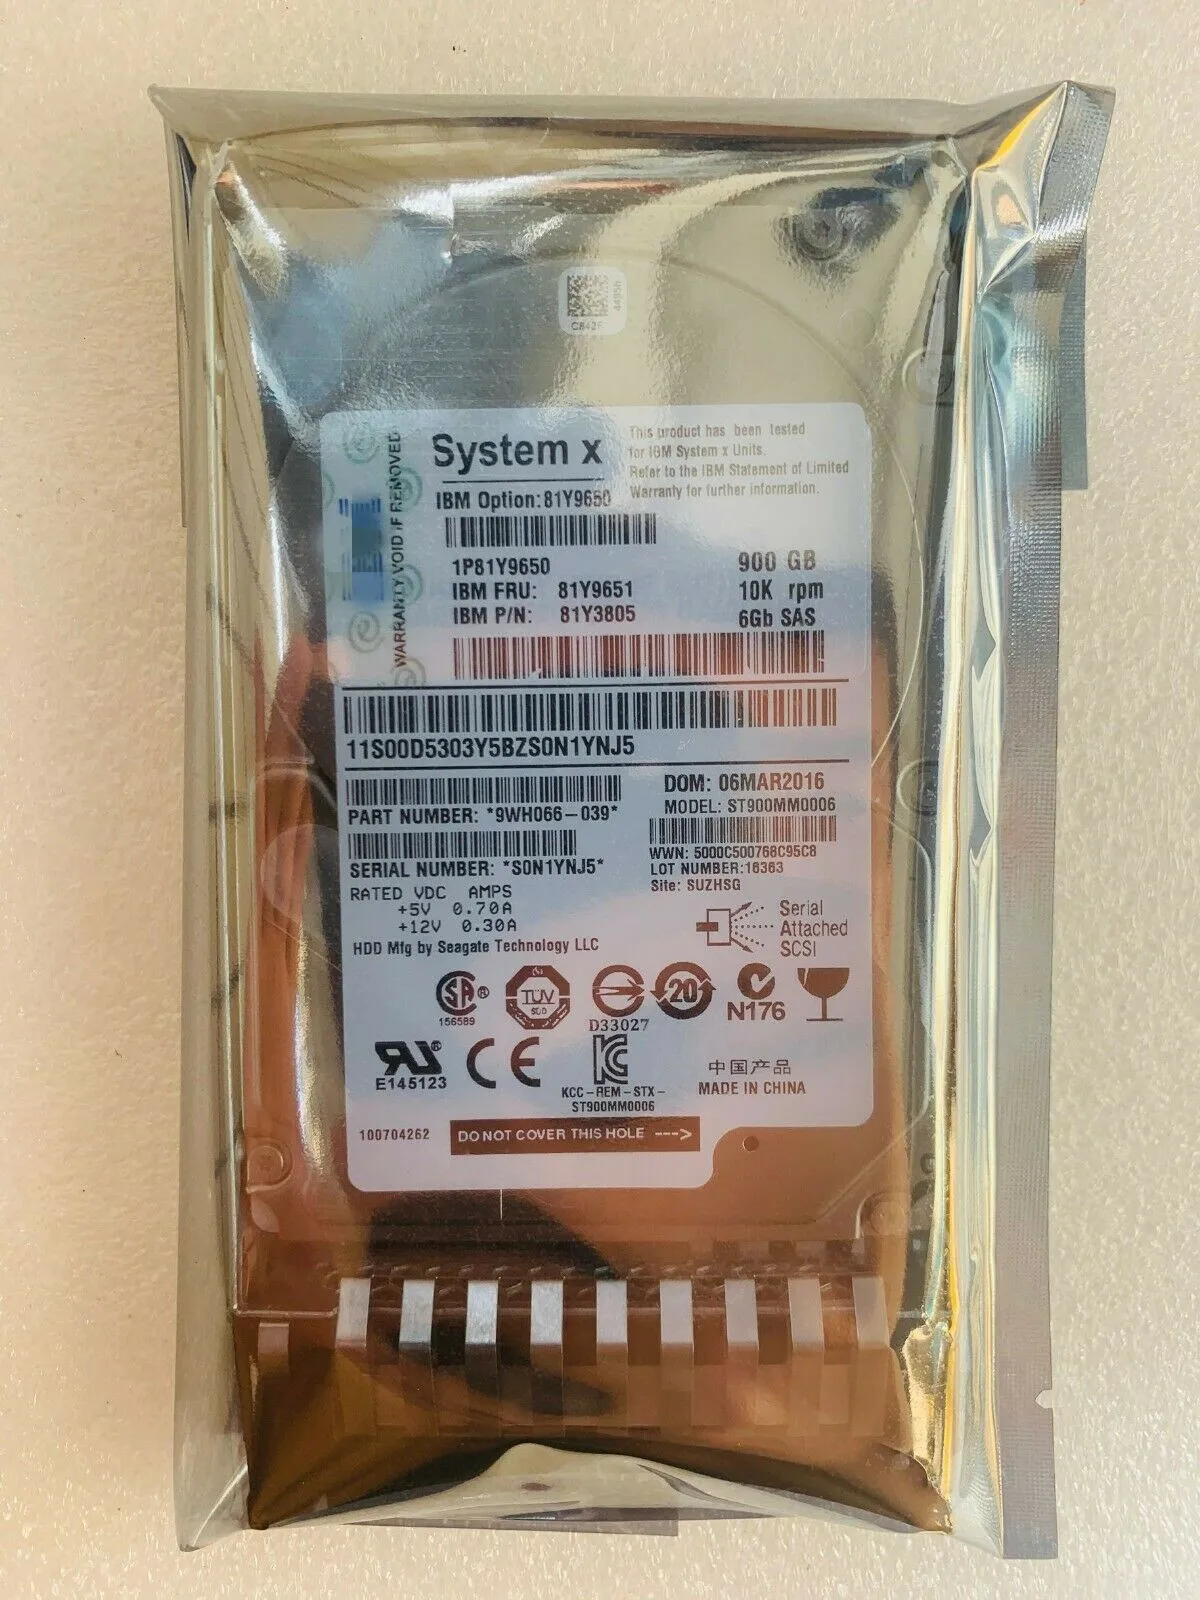 C842F
WARRANTY VOID IF REMOVED
System x
This product has been tested
for IBM System x Units.
Refer to the IBM Statement of Limited
Warranty for further information.
IBM Option:81Y9650
1P81Y9650
IBM FRU: 81Y9651
IBM P/N: 81Y3805
900 GB
10K rpm
6Gb SAS
11S00D5303Y5BZS0N1YNJ5
DOM: 06MAR2016
MODEL: ST900MM0006
PART NUMBER: *9WH066-039*
SERIAL NUMBER: *S0N1YNJ5*
WWN: 5000C500768C95C8
LOT NUMBER:16363
Site: SUZHSG
RATED VDC AMPS
+5V 0.70A
+12V 0.30A
HDD Mfg by Seagate Technology LLC
Serial
Attached
SCSI
SA ®
156589
TÜV
SÜD
D33027
20
N176
RU ®
E145123
CE
KC
KCC-REM-STX-
ST900MM0006
中国产品
MADE IN CHINA
100704262
DO NOT COVER THIS HOLE --->